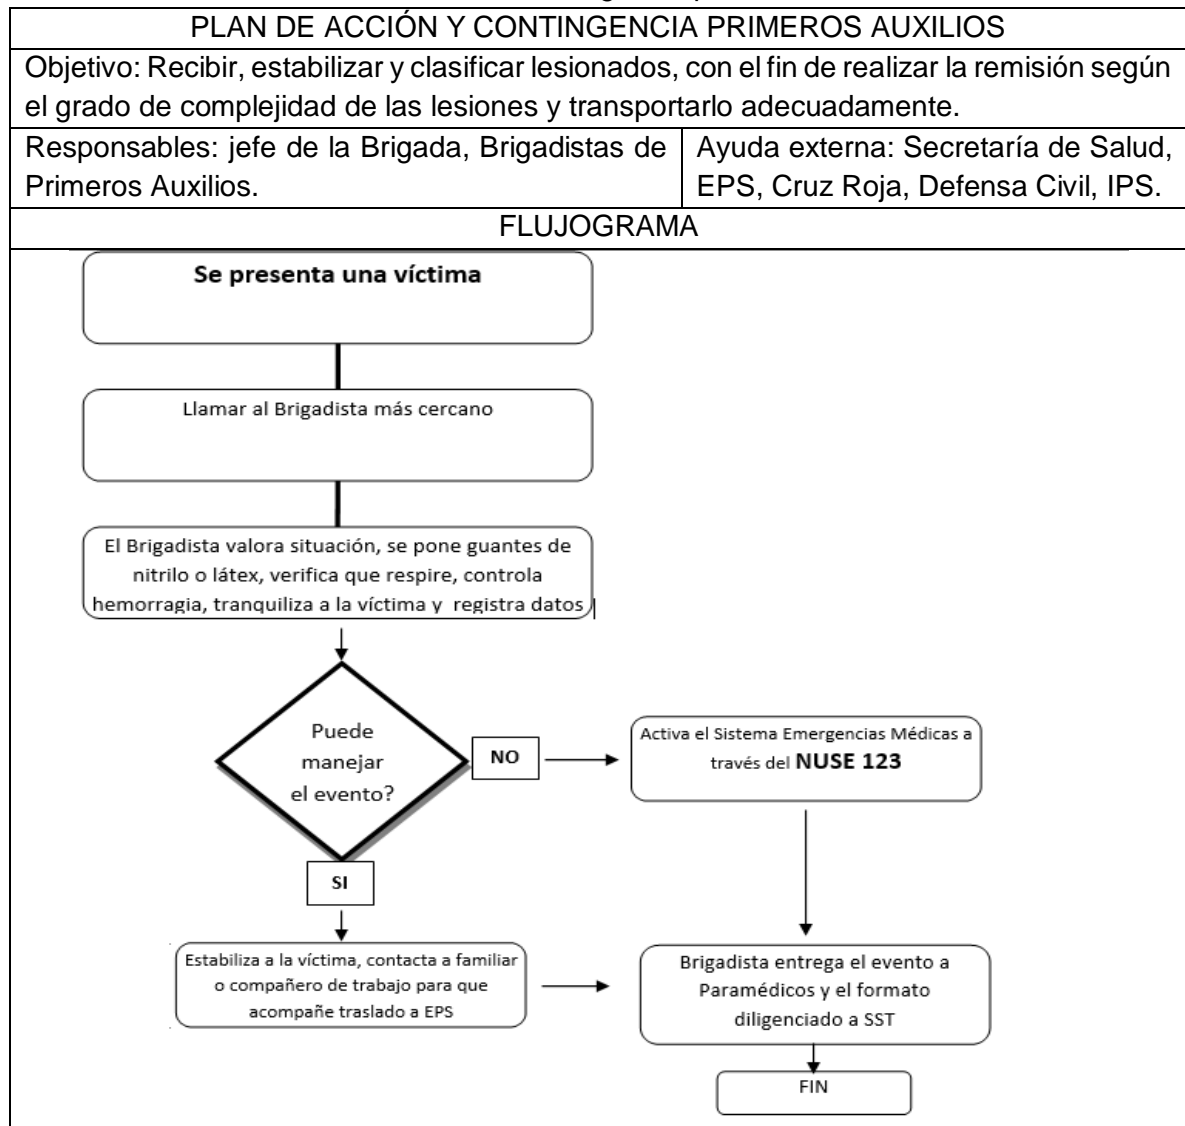 PLAN DE ACCIÓN Y CONTINGENCIA PRIMEROS AUXILIOS
Objetivo: Recibir, estabilizar y clasificar lesionados, con el fin de realizar la remisión según
el grado de complejidad de las lesiones y transportarlo adecuadamente.
Responsables: jefe de la Brigada, Brigadistas de
Primeros Auxilios.
Ayuda externa: Secretaría de Salud,
EPS, Cruz Roja, Defensa Civil, IPS.
FLUJOGRAMA
Se presenta una víctima
Llamar al Brigadista más cercano
El Brigadista valora situación, se pone guantes de
nitrilo o látex, verifica que respire, controla
hemorragia, tranquiliza a la víctima y registra datos
Puede
manejar
el evento?
NO
Activa el Sistema Emergencias Médicas a
través del NUSE 123
SI
Estabiliza a la víctima, contacta a familiar
o compañero de trabajo para que
acompañe traslado a EPS
Brigadista entrega el evento a
Paramédicos y el formato
diligenciado a SST
FIN